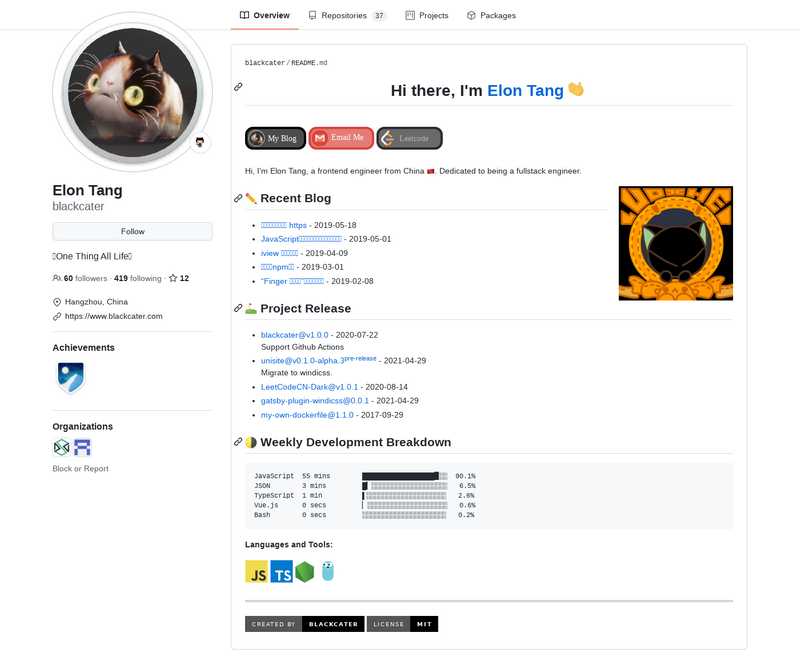 Overview
Repositories 37
Projects
Packages
Elon Tang
blackcater
Follow
One Thing All Life
60 followers · 419 following · 12
Hangzhou, China
https://www.blackcater.com
Achievements
Organizations
Block or Report
blackcater / README.md
Hi there, I'm Elon Tang
My Blog
Email Me
Leetcode
Hi, I'm Elon Tang, a frontend engineer from China . Dedicated to being a fullstack engineer.
Recent Blog
https - 2019-05-18
JavaScript - 2019-05-01
iview - 2019-04-09
npm - 2019-03-01
"Finger " - 2019-02-08
Project Release
blackcater@v1.0.0 - 2020-07-22
Support Github Actions
unisite@v0.1.0-alpha.3 pre-release - 2021-04-29
Migrate to windicss.
LeetCodeCN-Dark@v1.0.1 - 2020-08-14
gatsby-plugin-windicss@0.0.1 - 2021-04-29
my-own-dockerfile@1.1.0 - 2017-09-29
Weekly Development Breakdown
JavaScript 55 mins 90.1%
JSON 3 mins 6.5%
TypeScript 1 min 2.6%
Vue.js 0 secs 0.6%
Bash 0 secs 0.2%
Languages and Tools:
JS
TS
CREATED BY BLACKCATER
LICENSE MIT